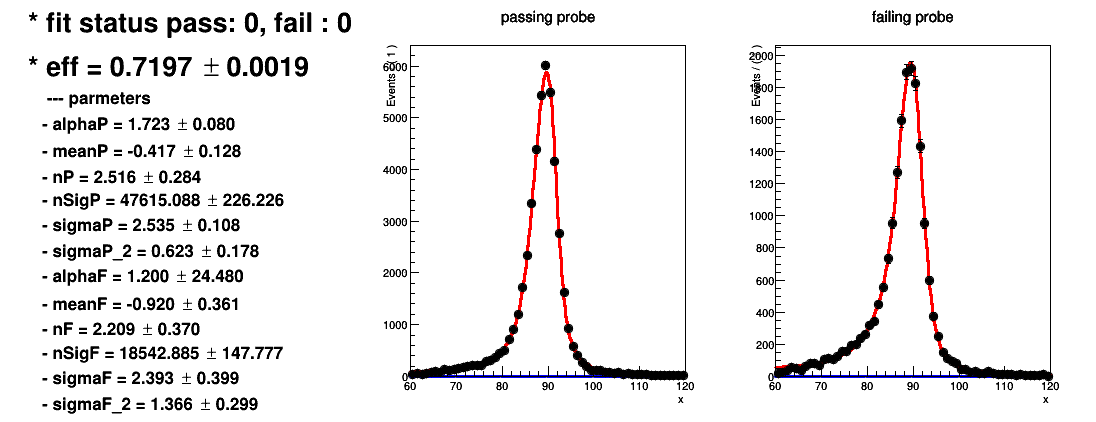 * fit status pass: 0, fail : 0
* eff = 0.7197 ± 0.0019
--- parmeters
- alphaP = 1.723 ± 0.080
- meanP = -0.417 ± 0.128
- nP = 2.516 ± 0.284
- nSigP = 47615.088 ± 226.226
- sigmaP = 2.535 ± 0.108
- sigmaP_2 = 0.623 ± 0.178
- alphaF = 1.200 ± 24.480
- meanF = -0.920 ± 0.361
- nF = 2.209 ± 0.370
- nSigF = 18542.885 ± 147.777
- sigmaF = 2.393 ± 0.399
- sigmaF_2 = 1.366 ± 0.299
passing probe
Events / ( 1 )
6000
5000
4000
3000
2000
1000
0
60 70 80 90 100 110 120
x
failing probe
Events / ( 1 )
2000
1800
1600
1400
1200
1000
800
600
400
200
0
60 70 80 90 100 110 120
x